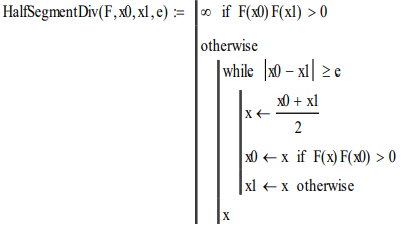 HalfSegmentDiv(F,x0,x1,e) := ∞ if F(x0)F(x1) > 0
otherwise
while |x0 − x1| ≥ e
x ← (x0 + x1)/2
x0 ← x if F(x)F(x0) > 0
x1 ← x otherwise
x